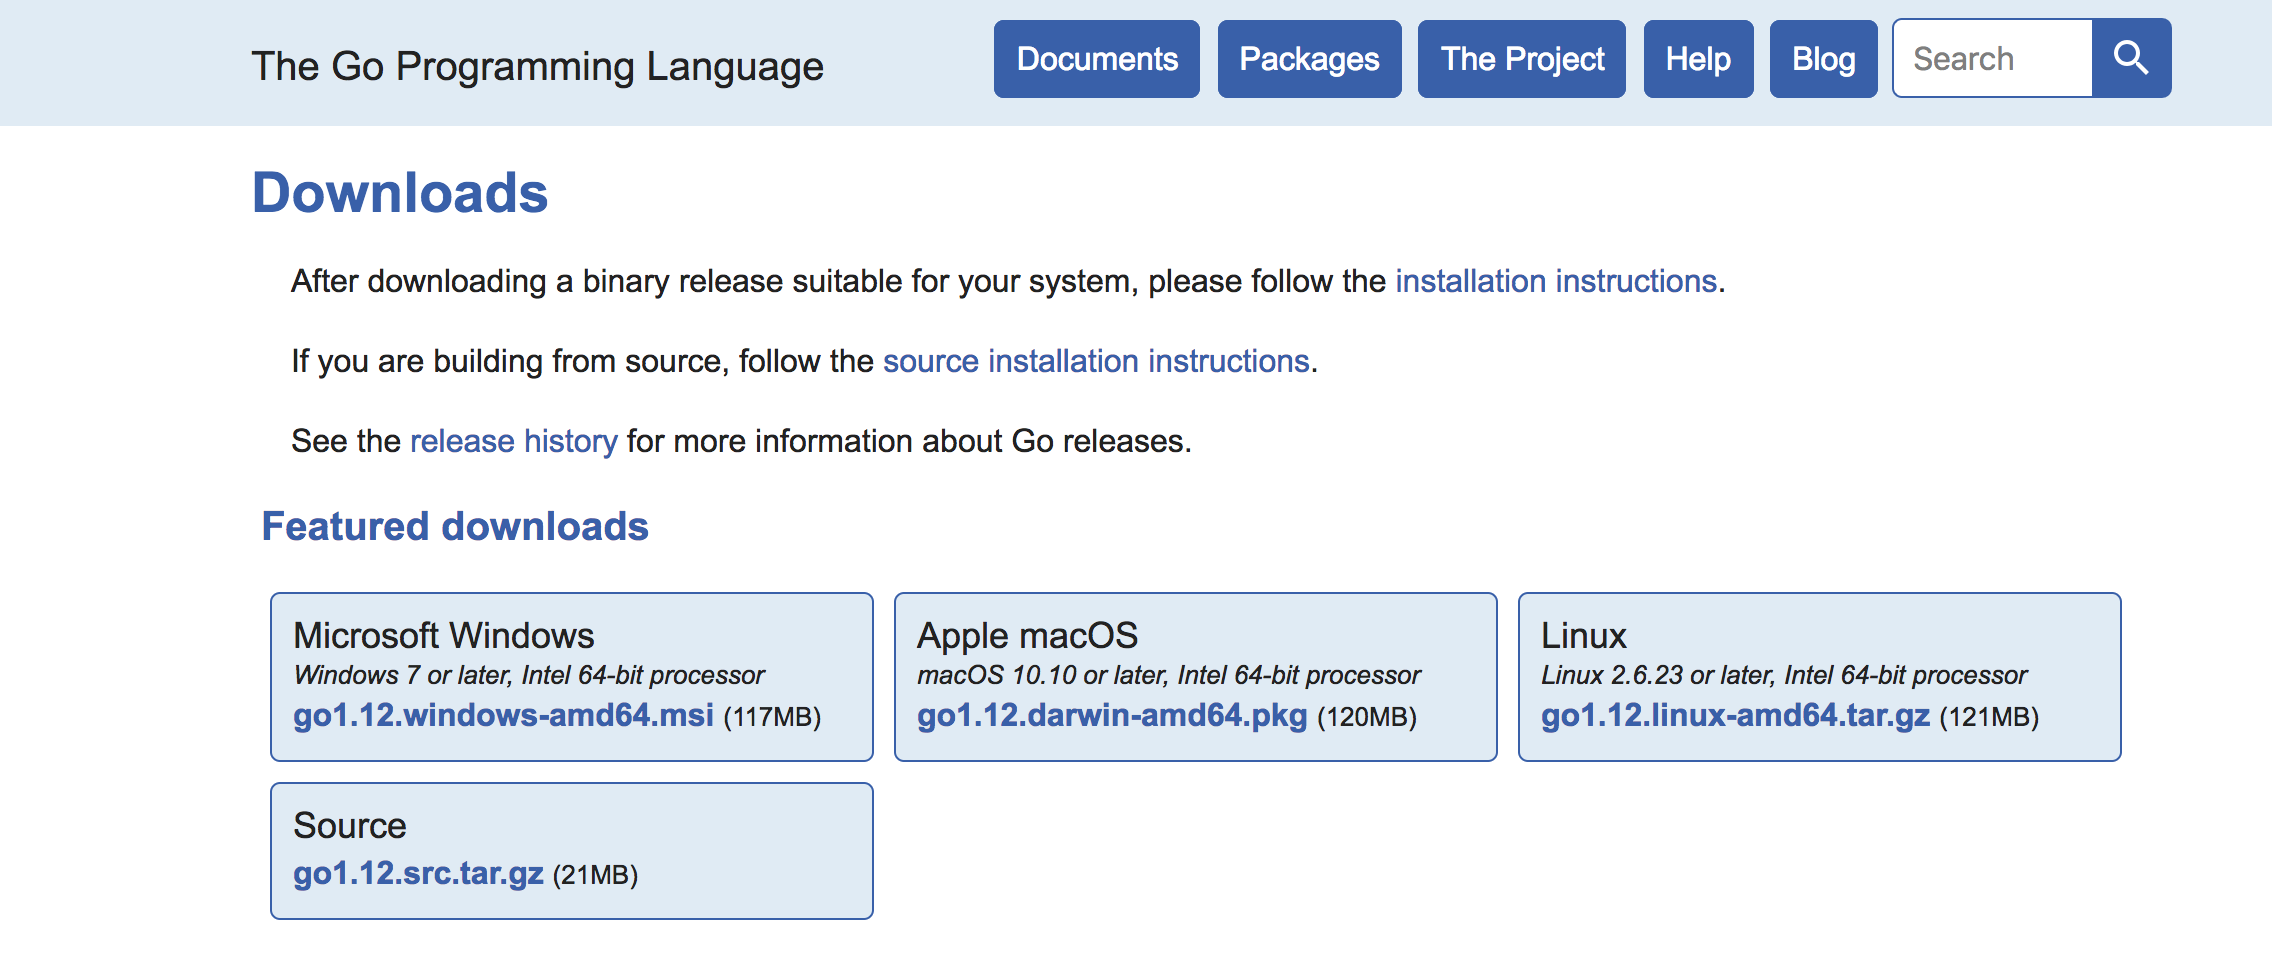 The Go Programming Language
Documents
Packages
The Project
Help
Blog
Search
Downloads
After downloading a binary release suitable for your system, please follow the installation instructions.
If you are building from source, follow the source installation instructions.
See the release history for more information about Go releases.
Featured downloads
Microsoft Windows
Windows 7 or later, Intel 64-bit processor
go1.12.windows-amd64.msi (117MB)
Apple macOS
macOS 10.10 or later, Intel 64-bit processor
go1.12.darwin-amd64.pkg (120MB)
Linux
Linux 2.6.23 or later, Intel 64-bit processor
go1.12.linux-amd64.tar.gz (121MB)
Source
go1.12.src.tar.gz (21MB)